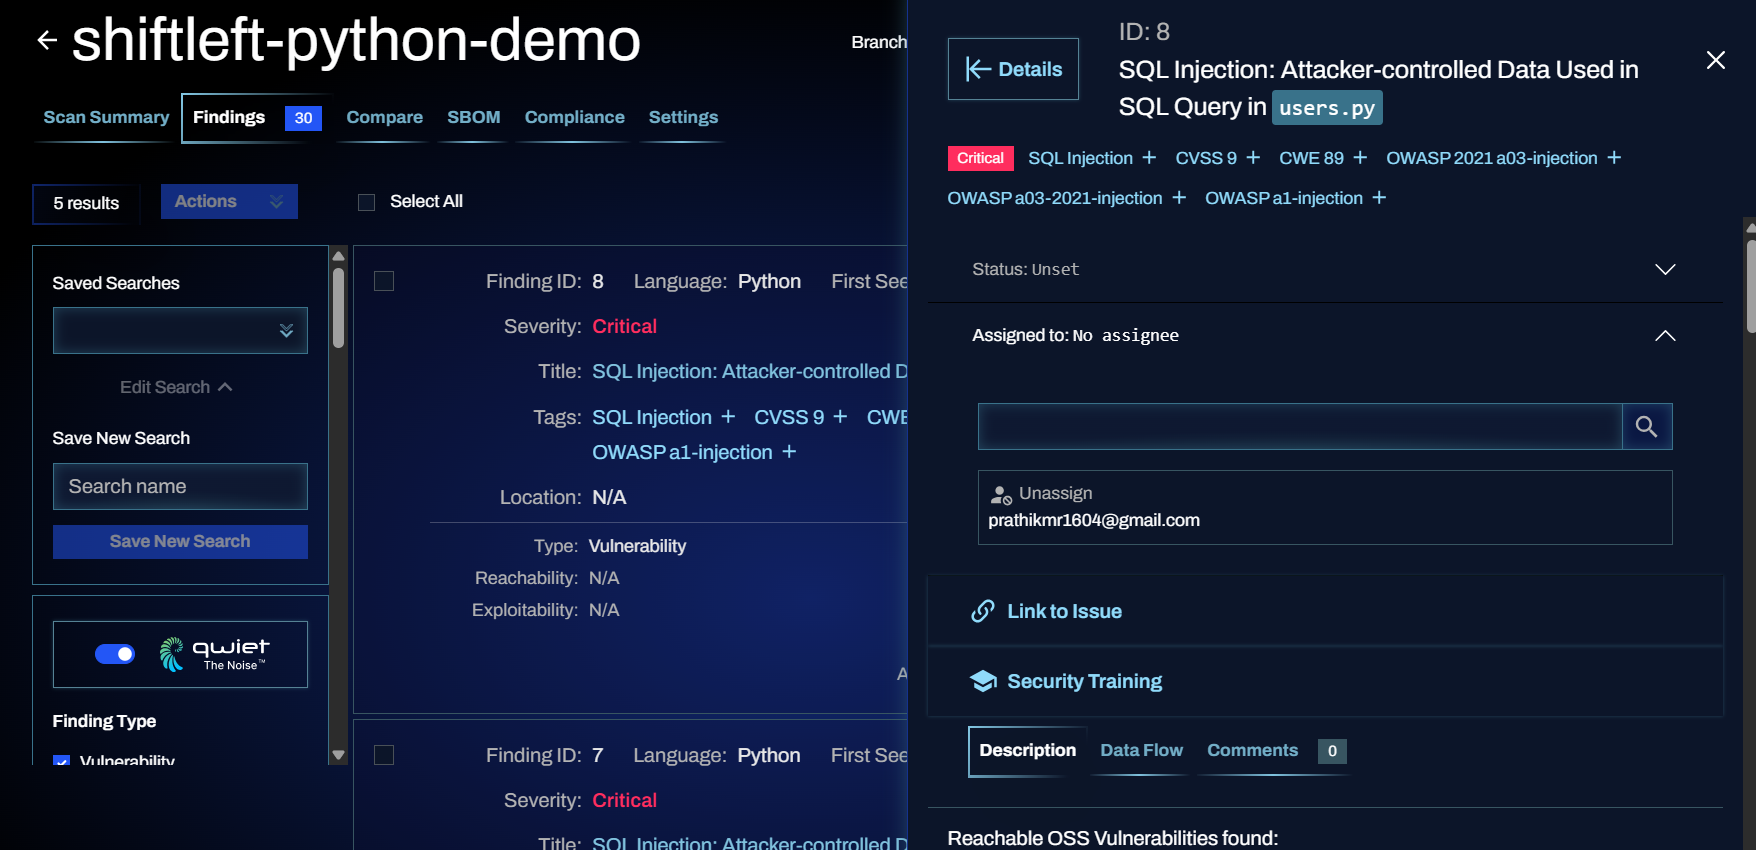 shiftleft-python-demo
Branch
Scan Summary
Findings 30
Compare
SBOM
Compliance
Settings
5 results
Actions
Select All
Saved Searches
Edit Search
Save New Search
Search name
Save New Search
qwiet
The Noise™
Finding Type
Vulnerability
Finding ID: 8 Language: Python First See
Severity: Critical
Title: SQL Injection: Attacker-controlled D
Tags: SQL Injection + CVSS 9 + CWE
OWASP a1-injection +
Location: N/A
Type: Vulnerability
Reachability: N/A
Exploitability: N/A
A
Finding ID: 7 Language: Python First See
Severity: Critical
Title: SQL Injection: Attacker-controlled D
Details
ID: 8
SQL Injection: Attacker-controlled Data Used in
SQL Query in users.py
Critical SQL Injection + CVSS 9 + CWE 89 + OWASP 2021 a03-injection +
OWASP a03-2021-injection + OWASP a1-injection +
Status: Unset
Assigned to: No assignee
Unassign
prathikmr1604@gmail.com
Link to Issue
Security Training
Description
Data Flow
Comments 0
Reachable OSS Vulnerabilities found: